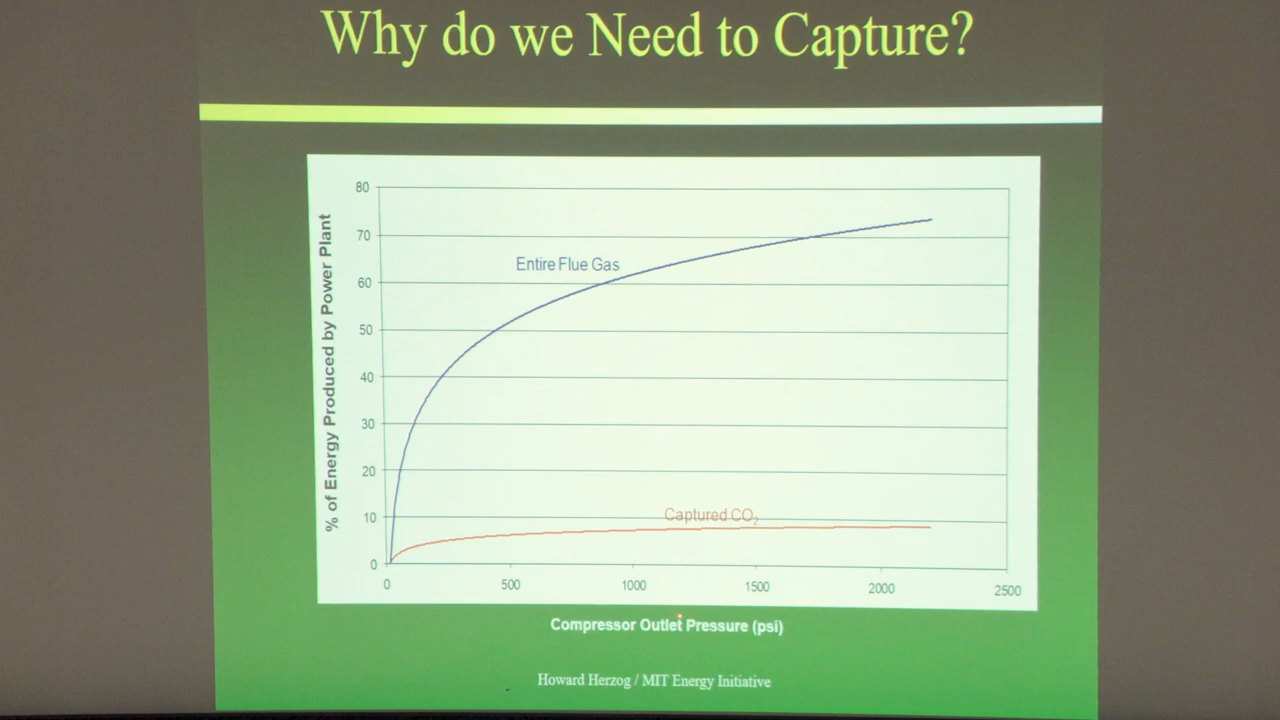 Why do we Need to Capture?
% of Energy Produced by Power Plant
80
70
60
50
40
30
20
10
0
Entire Flue Gas
Captured CO₂
0 500 1000 1500 2000 2500
Compressor Outlet Pressure (psi)
Howard Herzog / MIT Energy Initiative